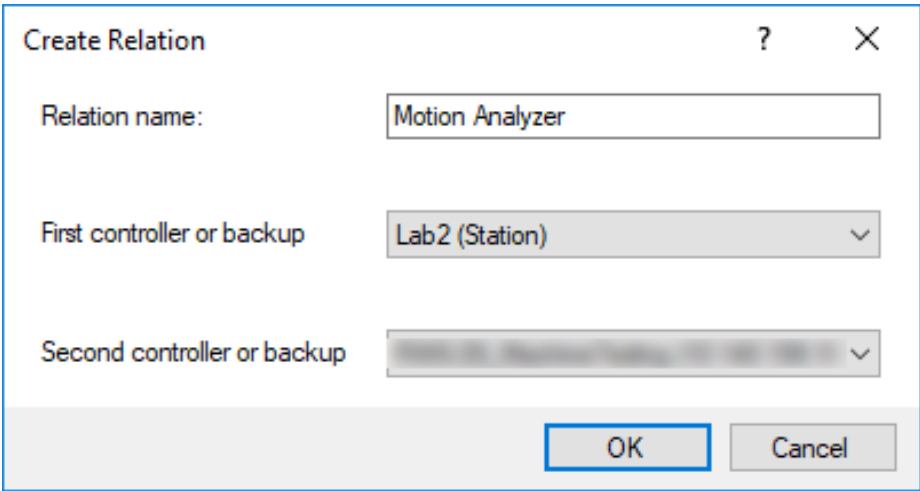 Create Relation ?
Relation name: Motion Analyzer
First controller or backup Lab2 (Station)
Second controller or backup
OK Cancel